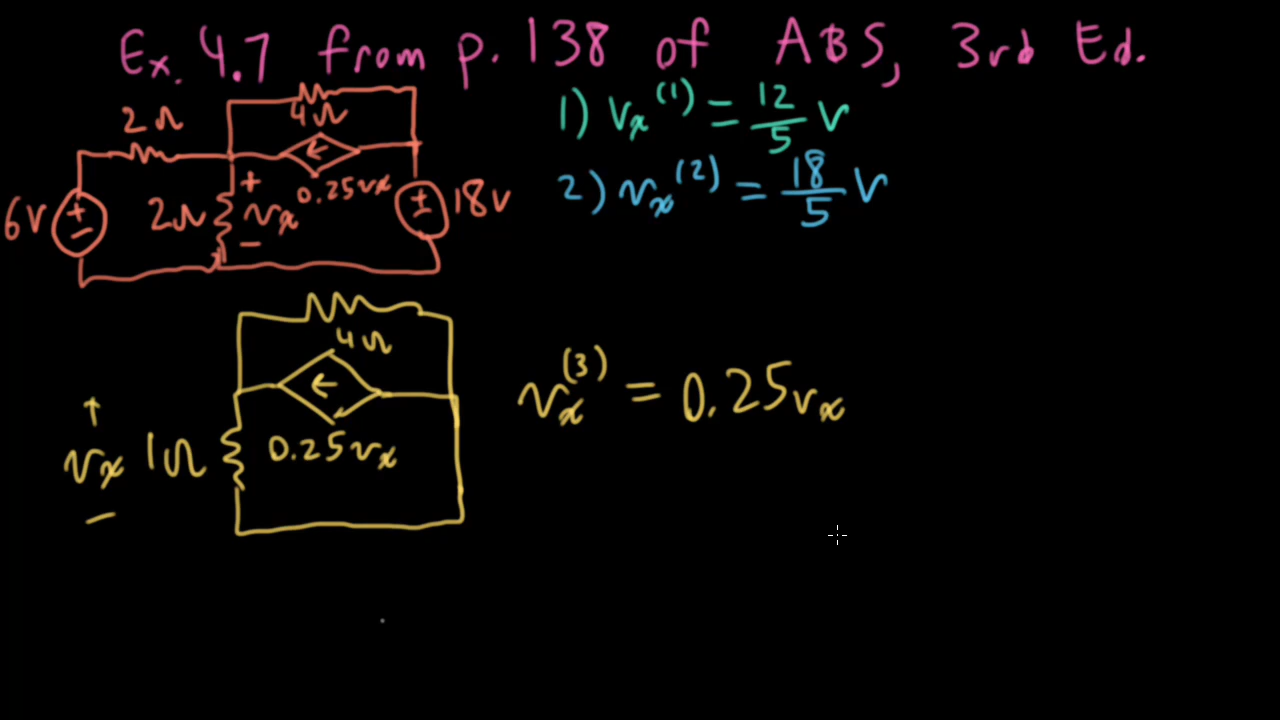 Ex. 4.7 from p. 138 of ABS, 3rd Ed.
2Ω
4Ω
0.25vx
6V
+
−
2Ω
+
vx
−
±
18V
1) vx^(1) = 12/5 V
2) vx^(2) = 18/5 V
4Ω
0.25vx
+
vx
−
1Ω
vx^(3) = 0.25vx